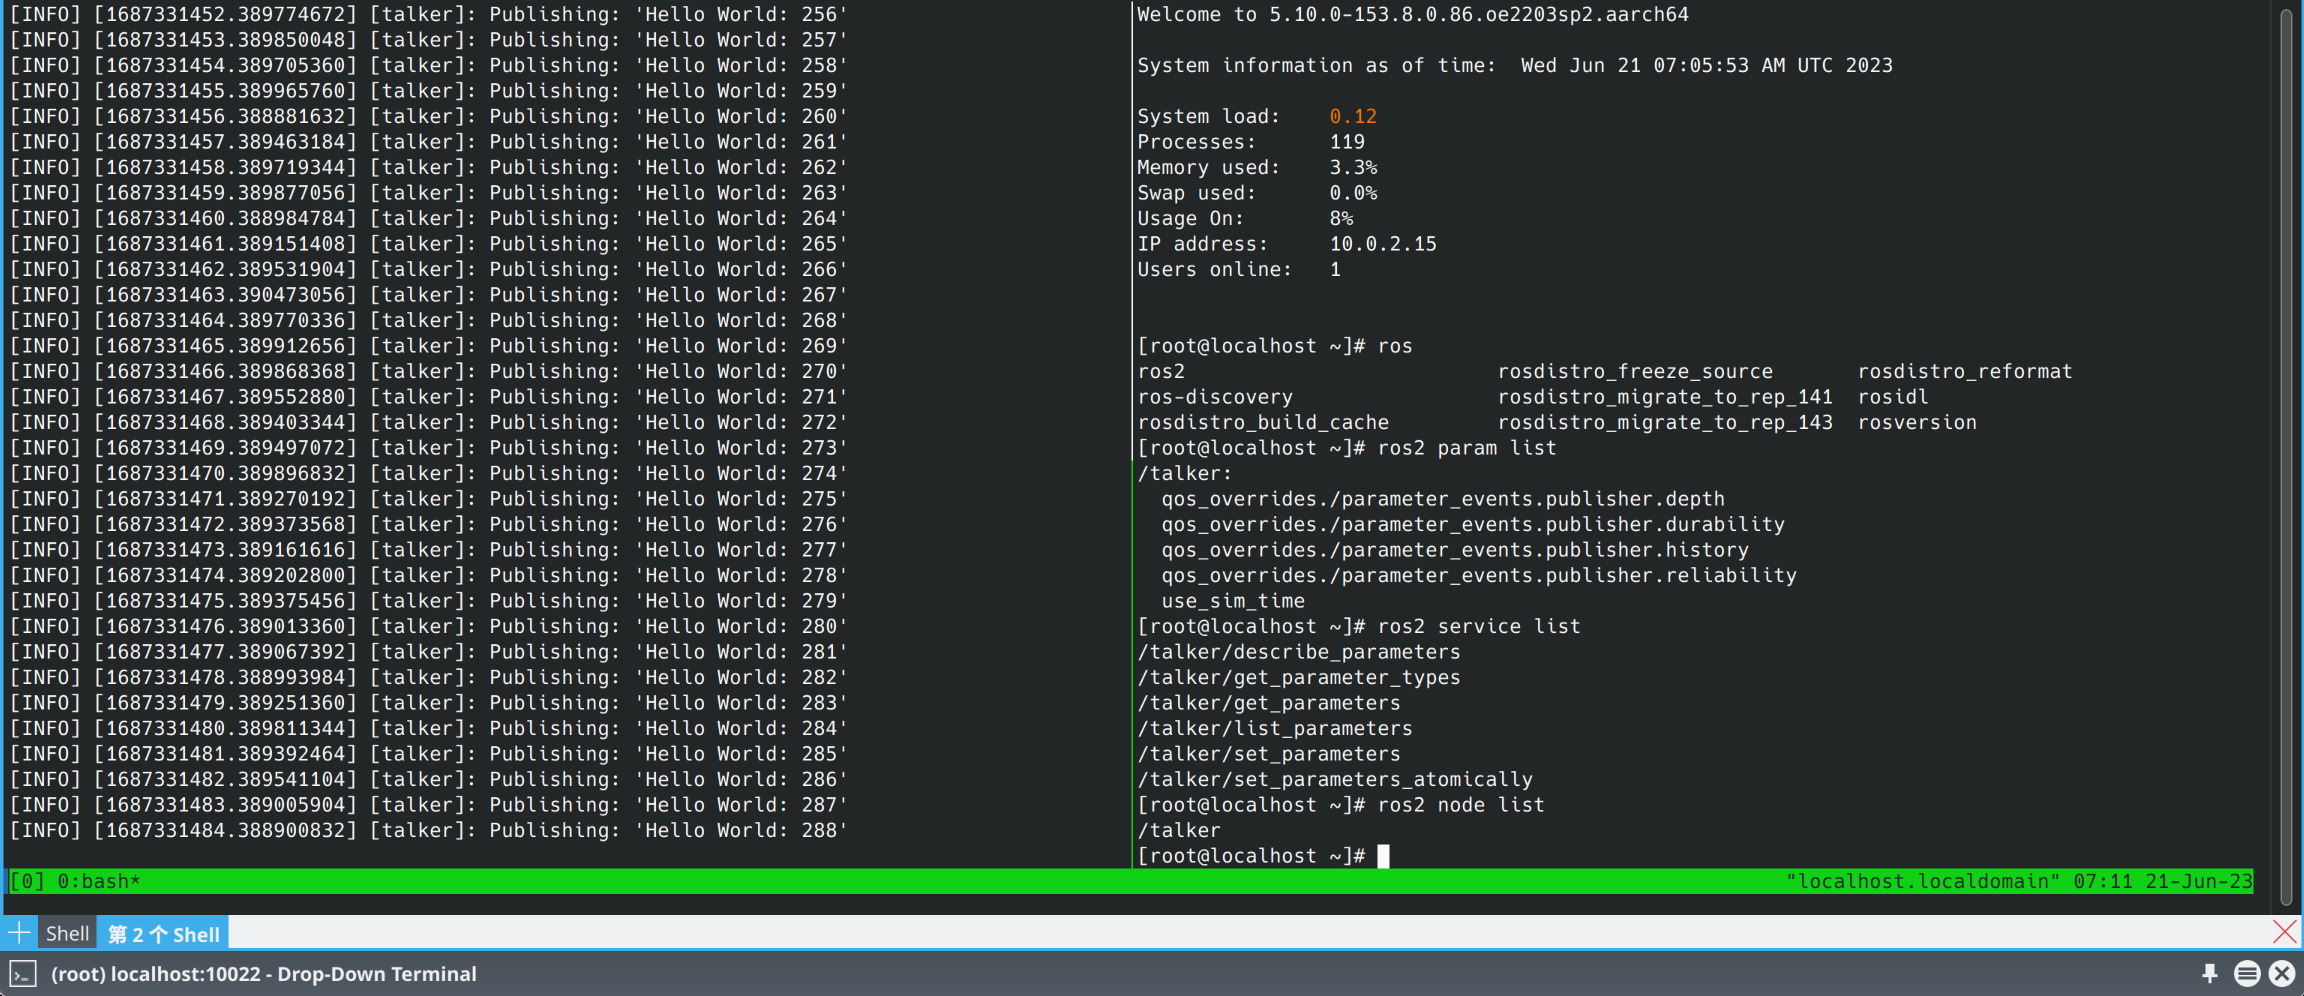 [INFO] [1687331452.389774672] [talker]: Publishing: 'Hello World: 256'
[INFO] [1687331453.389850048] [talker]: Publishing: 'Hello World: 257'
[INFO] [1687331454.389705360] [talker]: Publishing: 'Hello World: 258'
[INFO] [1687331455.389965760] [talker]: Publishing: 'Hello World: 259'
[INFO] [1687331456.388881632] [talker]: Publishing: 'Hello World: 260'
[INFO] [1687331457.389463184] [talker]: Publishing: 'Hello World: 261'
[INFO] [1687331458.389719344] [talker]: Publishing: 'Hello World: 262'
[INFO] [1687331459.389877056] [talker]: Publishing: 'Hello World: 263'
[INFO] [1687331460.388984784] [talker]: Publishing: 'Hello World: 264'
[INFO] [1687331461.389151408] [talker]: Publishing: 'Hello World: 265'
[INFO] [1687331462.389531904] [talker]: Publishing: 'Hello World: 266'
[INFO] [1687331463.390473056] [talker]: Publishing: 'Hello World: 267'
[INFO] [1687331464.389770336] [talker]: Publishing: 'Hello World: 268'
[INFO] [1687331465.389912656] [talker]: Publishing: 'Hello World: 269'
[INFO] [1687331466.389868368] [talker]: Publishing: 'Hello World: 270'
[INFO] [1687331467.389552880] [talker]: Publishing: 'Hello World: 271'
[INFO] [1687331468.389403344] [talker]: Publishing: 'Hello World: 272'
[INFO] [1687331469.389497072] [talker]: Publishing: 'Hello World: 273'
[INFO] [1687331470.389896832] [talker]: Publishing: 'Hello World: 274'
[INFO] [1687331471.389270192] [talker]: Publishing: 'Hello World: 275'
[INFO] [1687331472.389373568] [talker]: Publishing: 'Hello World: 276'
[INFO] [1687331473.389161616] [talker]: Publishing: 'Hello World: 277'
[INFO] [1687331474.389202800] [talker]: Publishing: 'Hello World: 278'
[INFO] [1687331475.389375456] [talker]: Publishing: 'Hello World: 279'
[INFO] [1687331476.389013360] [talker]: Publishing: 'Hello World: 280'
[INFO] [1687331477.389067392] [talker]: Publishing: 'Hello World: 281'
[INFO] [1687331478.388993984] [talker]: Publishing: 'Hello World: 282'
[INFO] [1687331479.389251360] [talker]: Publishing: 'Hello World: 283'
[INFO] [1687331480.389811344] [talker]: Publishing: 'Hello World: 284'
[INFO] [1687331481.389392464] [talker]: Publishing: 'Hello World: 285'
[INFO] [1687331482.389541104] [talker]: Publishing: 'Hello World: 286'
[INFO] [1687331483.389005904] [talker]: Publishing: 'Hello World: 287'
[INFO] [1687331484.388900832] [talker]: Publishing: 'Hello World: 288'
Welcome to 5.10.0-153.8.0.86.oe2203sp2.aarch64
System information as of time:  Wed Jun 21 07:05:53 AM UTC 2023
System load:    0.12
Processes:      119
Memory used:    3.3%
Swap used:      0.0%
Usage On:       8%
IP address:     10.0.2.15
Users online:   1
[root@localhost ~]# ros
ros2                          rosdistro_freeze_source       rosdistro_reformat
ros-discovery                 rosdistro_migrate_to_rep_141  rosidl
rosdistro_build_cache         rosdistro_migrate_to_rep_143  rosversion
[root@localhost ~]# ros2 param list
/talker:
  qos_overrides./parameter_events.publisher.depth
  qos_overrides./parameter_events.publisher.durability
  qos_overrides./parameter_events.publisher.history
  qos_overrides./parameter_events.publisher.reliability
  use_sim_time
[root@localhost ~]# ros2 service list
/talker/describe_parameters
/talker/get_parameter_types
/talker/get_parameters
/talker/list_parameters
/talker/set_parameters
/talker/set_parameters_atomically
[root@localhost ~]# ros2 node list
/talker
[root@localhost ~]#
[0] 0:bash* "localhost.localdomain" 07:11 21-Jun-23
Shell 第 2 个 Shell
(root) localhost:10022 - Drop-Down Terminal